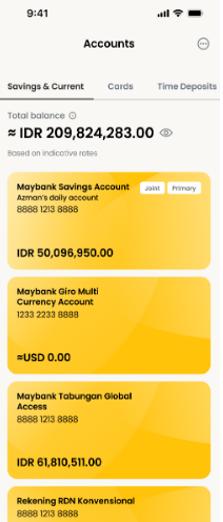 9:41
Accounts
Savings & Current Cards Time Deposits
Total balance
≈ IDR 209,824,283.00
Based on indicative rates
Maybank Savings Account Joint Primary
Azman's daily account
8888 1213 8888
IDR 50,096,950.00
Maybank Giro Multi
Currency Account
1233 2233 8888
≈USD 0.00
Maybank Tabungan Global
Access
8888 1213 8888
IDR 61,810,511.00
Rekening RDN Konvensional
8888 1213 8888